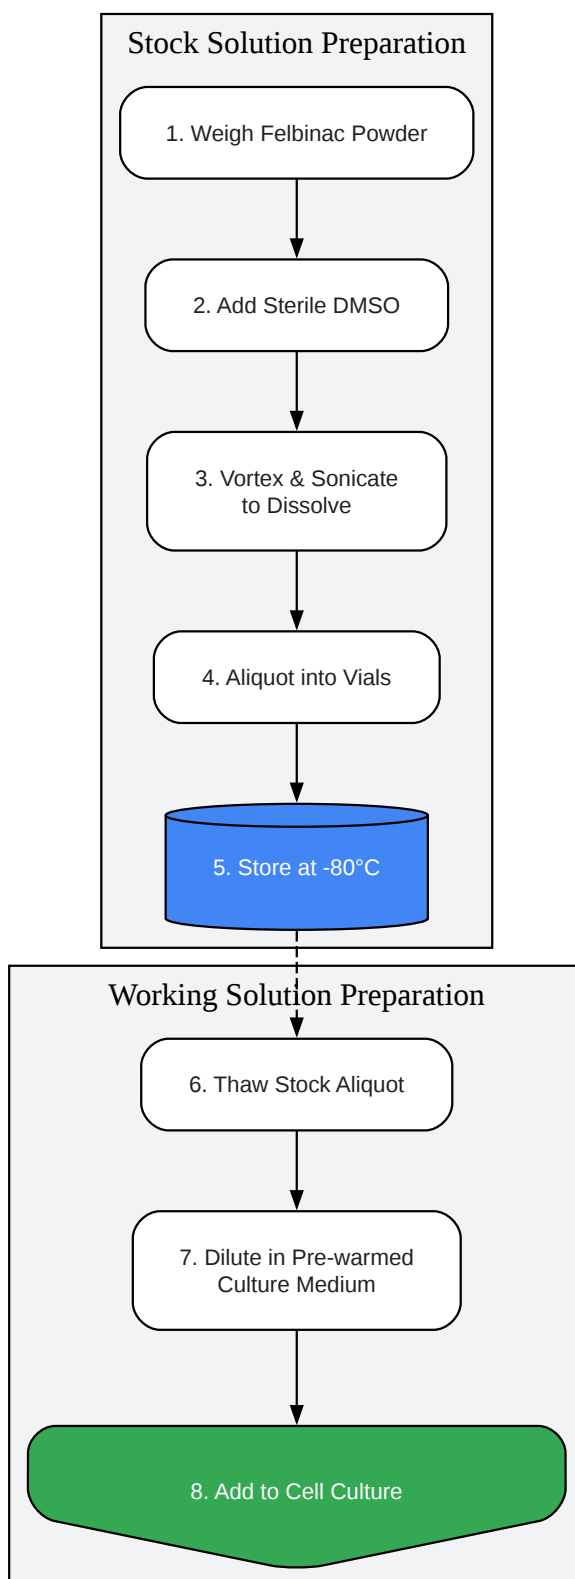 Stock Solution Preparation
1. Weigh Felbinac Powder
2. Add Sterile DMSO
3. Vortex & Sonicate
to Dissolve
4. Aliquot into Vials
5. Store at -80°C
Working Solution Preparation
6. Thaw Stock Aliquot
7. Dilute in Pre-warmed
Culture Medium
8. Add to Cell Culture